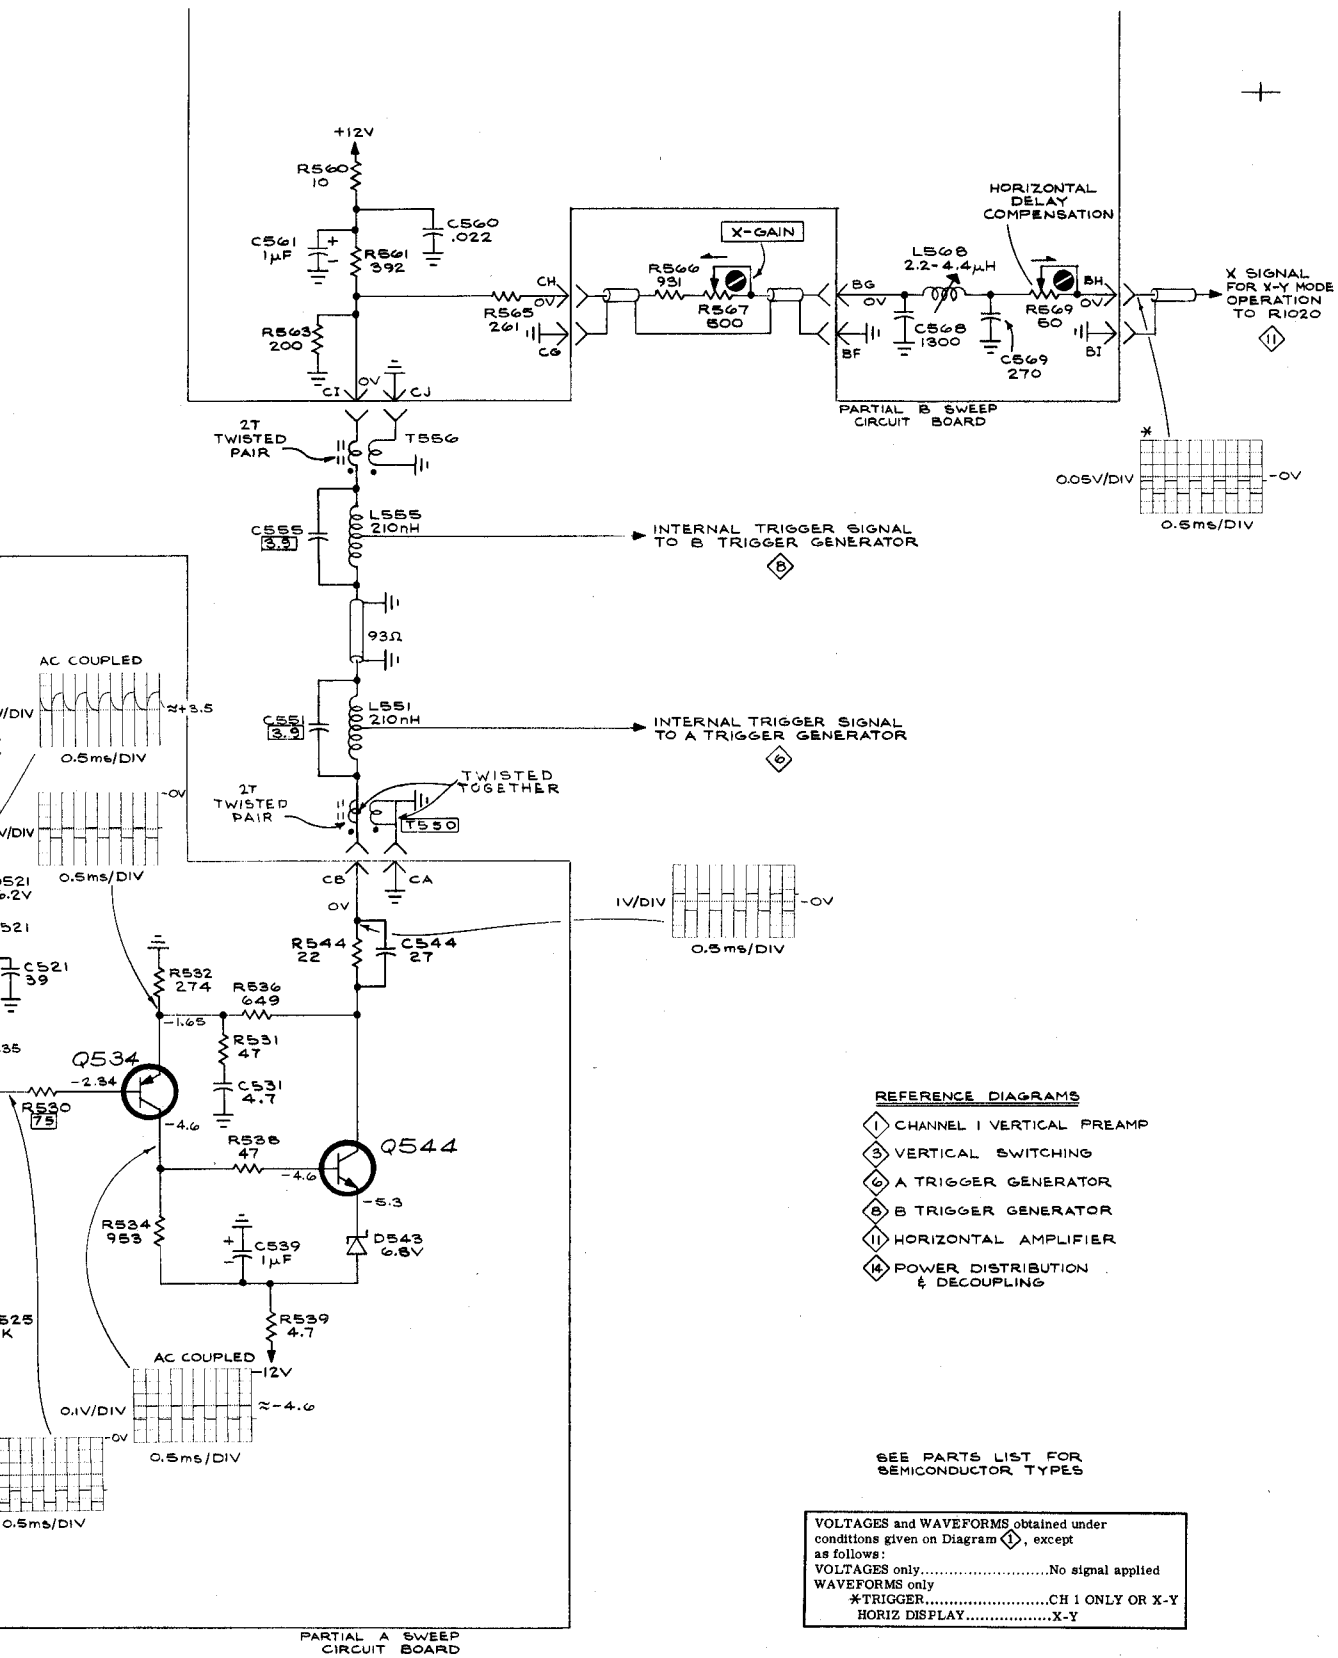 +12V
R560
10
C560
.022
C561
1µF
+
-
R561
392
R563
200
CI
0V
CJ
R565
261
CH
0V
CG
R566
931
X-GAIN
R567
500
BG
0V
BF
L568
2.2-4.4µH
C568
1300
C569
270
HORIZONTAL
DELAY
COMPENSATION
R569
50
BH
0V
BI
X SIGNAL
FOR X-Y MODE
OPERATION
TO R1020
11
PARTIAL B SWEEP
CIRCUIT BOARD
*
0.05V/DIV
-0V
0.5ms/DIV
2T
TWISTED
PAIR
T556
C555
3.9
L555
210nH
INTERNAL TRIGGER SIGNAL
TO B TRIGGER GENERATOR
8
93Ω
C551
3.9
L551
210nH
INTERNAL TRIGGER SIGNAL
TO A TRIGGER GENERATOR
6
2T
TWISTED
PAIR
TWISTED
TOGETHER
T550
CB
CA
0V
AC COUPLED
V/DIV
≈+3.5
0.5ms/DIV
-0V
V/DIV
0.5ms/DIV
521
6.2V
521
C521
39
R544
22
C544
27
1V/DIV
-0V
0.5ms/DIV
R532
274
R536
649
-1.65
R531
47
C531
4.7
35
Q534
-2.34
R530
75
-4.6
R538
47
-4.6
Q544
-5.3
R534
953
+
-
C539
1µF
D543
6.8V
R539
4.7
-12V
525
K
AC COUPLED
0.1V/DIV
≈-4.6
0.5ms/DIV
-0V
0.5ms/DIV
REFERENCE DIAGRAMS
1 CHANNEL 1 VERTICAL PREAMP
3 VERTICAL SWITCHING
6 A TRIGGER GENERATOR
8 B TRIGGER GENERATOR
11 HORIZONTAL AMPLIFIER
14 POWER DISTRIBUTION
& DECOUPLING
SEE PARTS LIST FOR
SEMICONDUCTOR TYPES
VOLTAGES and WAVEFORMS obtained under
conditions given on Diagram 1, except
as follows:
VOLTAGES only..........................No signal applied
WAVEFORMS only
*TRIGGER.........................CH 1 ONLY OR X-Y
HORIZ DISPLAY.................X-Y
PARTIAL A SWEEP
CIRCUIT BOARD